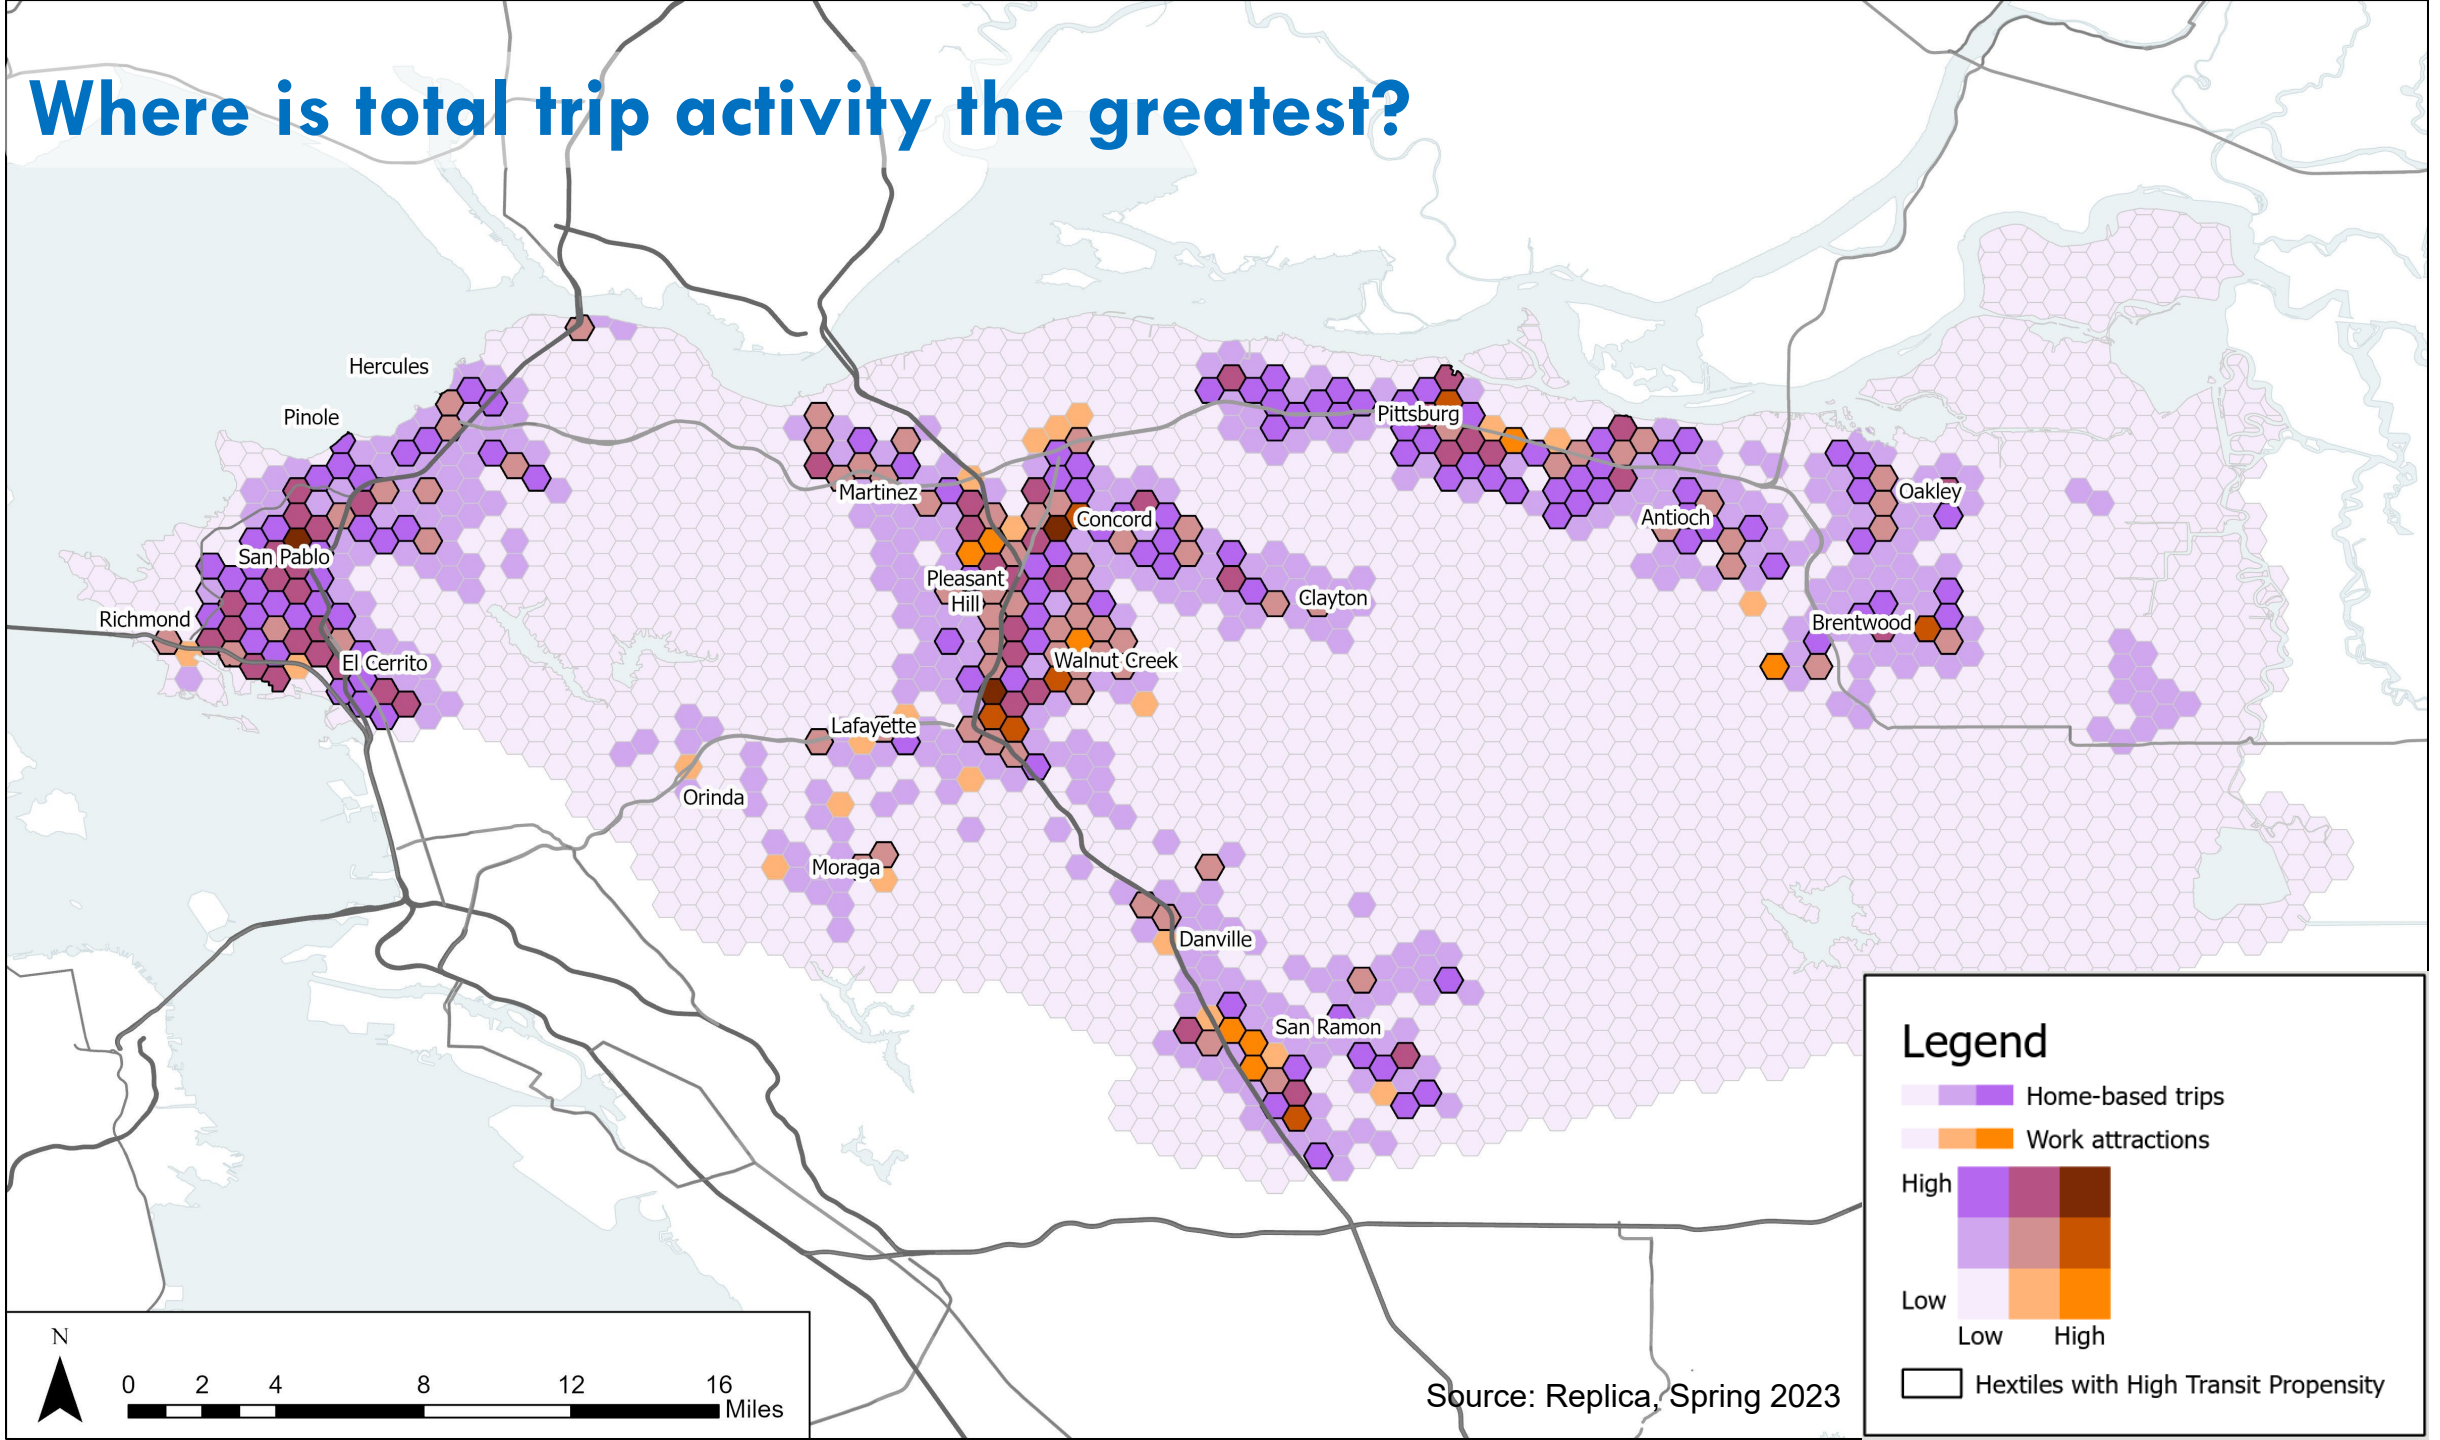 Where is total trip activity the greatest?
Hercules
Pinole
Pittsburg
Martinez
Oakley
Concord
Antioch
San Pablo
Pleasant
Hill
Clayton
Richmond
Brentwood
El Cerrito
Walnut Creek
Lafayette
Orinda
Moraga
Danville
San Ramon
Legend
Home-based trips
Work attractions
High
Low
Low High
Hextiles with High Transit Propensity
N
0 2 4 8 12 16
Miles
Source: Replica, Spring 2023